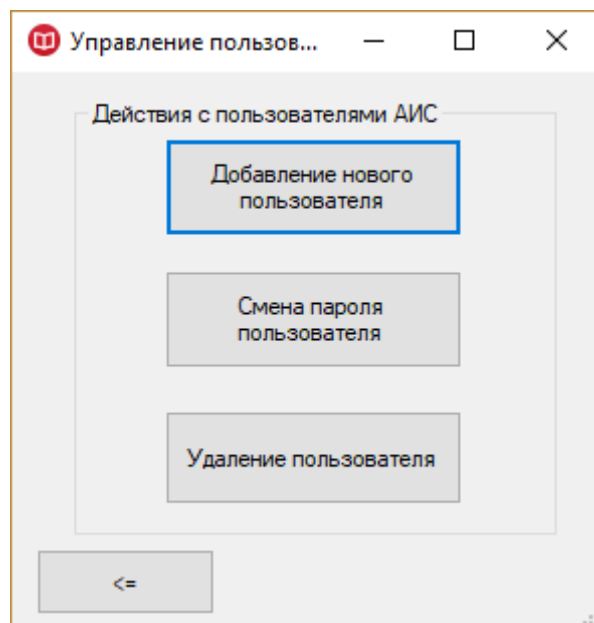 Управление пользов...
Действия с пользователями АИС
Добавление нового
пользователя
Смена пароля
пользователя
Удаление пользователя
<=